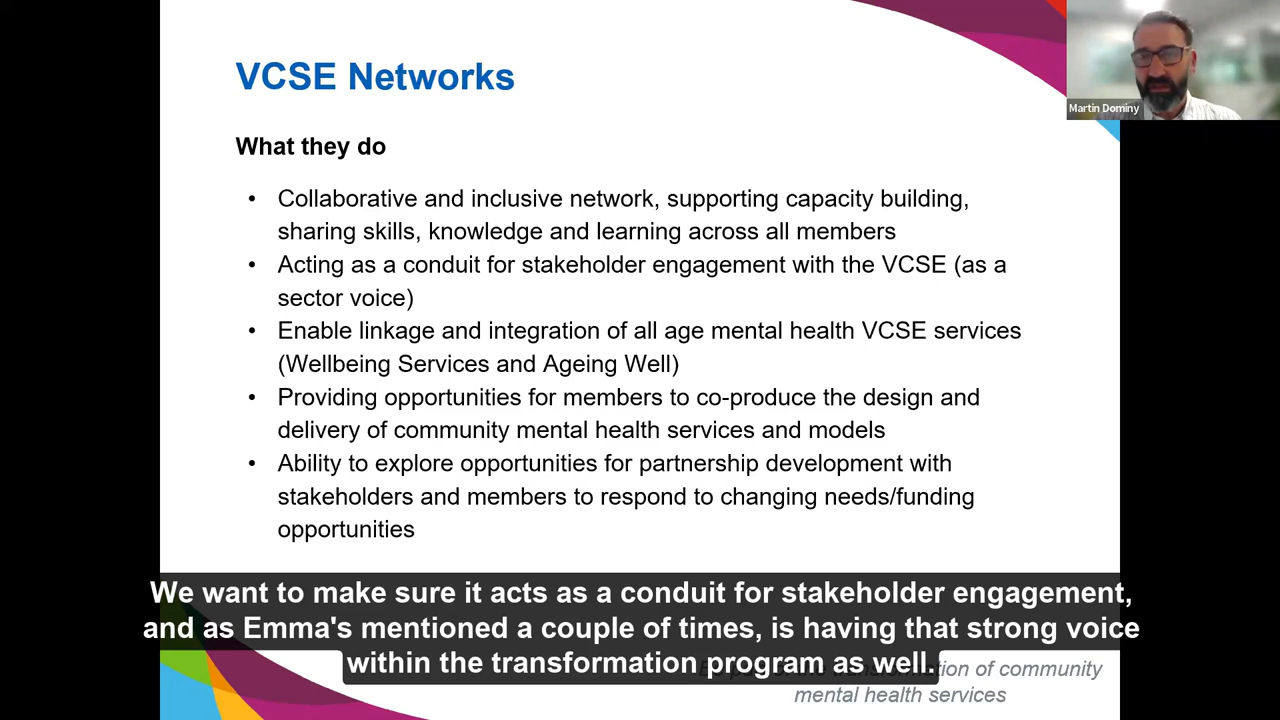 VCSE Networks
Martin Dominy
What they do
• Collaborative and inclusive network, supporting capacity building,
sharing skills, knowledge and learning across all members
• Acting as a conduit for stakeholder engagement with the VCSE (as a
sector voice)
• Enable linkage and integration of all age mental health VCSE services
(Wellbeing Services and Ageing Well)
• Providing opportunities for members to co-produce the design and
delivery of community mental health services and models
• Ability to explore opportunities for partnership development with
stakeholders and members to respond to changing needs/funding
opportunities
We want to make sure it acts as a conduit for stakeholder engagement,
and as Emma's mentioned a couple of times, is having that strong voice
within the transformation program as well.
of community
mental health services